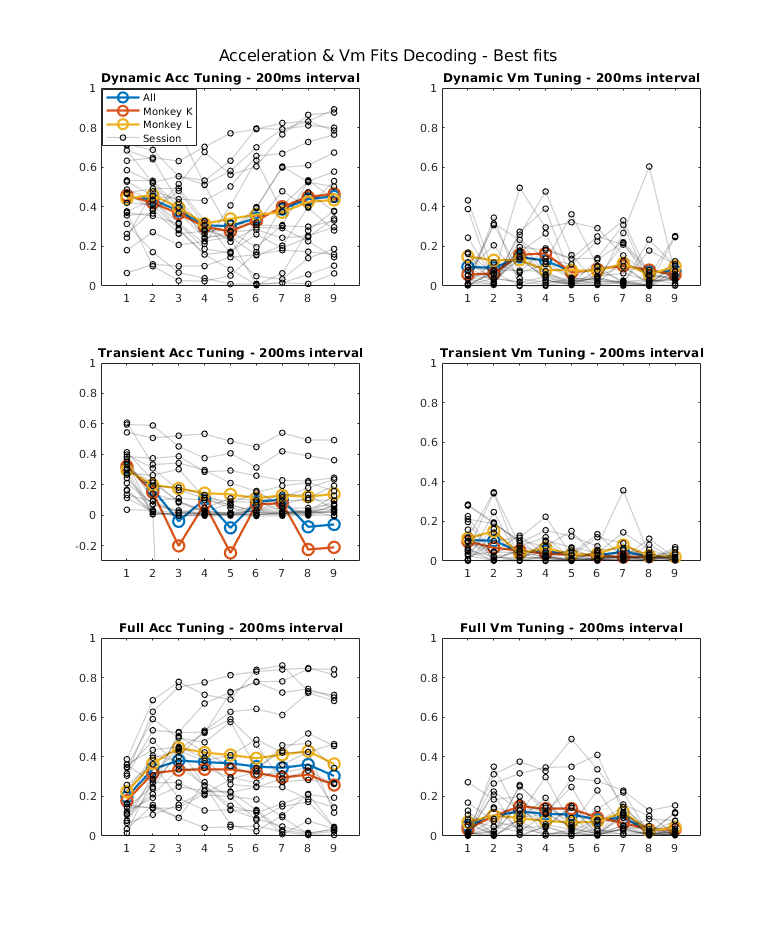 Acceleration & Vm Fits Decoding - Best fits
Dynamic Acc Tuning - 200ms interval
1
0.8
0.6
0.4
0.2
0
1 2 3 4 5 6 7 8 9
All
Monkey K
Monkey L
Session
Dynamic Vm Tuning - 200ms interval
1
0.8
0.6
0.4
0.2
0
1 2 3 4 5 6 7 8 9
Transient Acc Tuning - 200ms interval
1
0.8
0.6
0.4
0.2
0
-0.2
1 2 3 4 5 6 7 8 9
Transient Vm Tuning - 200ms interval
1
0.8
0.6
0.4
0.2
0
1 2 3 4 5 6 7 8 9
Full Acc Tuning - 200ms interval
1
0.8
0.6
0.4
0.2
0
1 2 3 4 5 6 7 8 9
Full Vm Tuning - 200ms interval
1
0.8
0.6
0.4
0.2
0
1 2 3 4 5 6 7 8 9